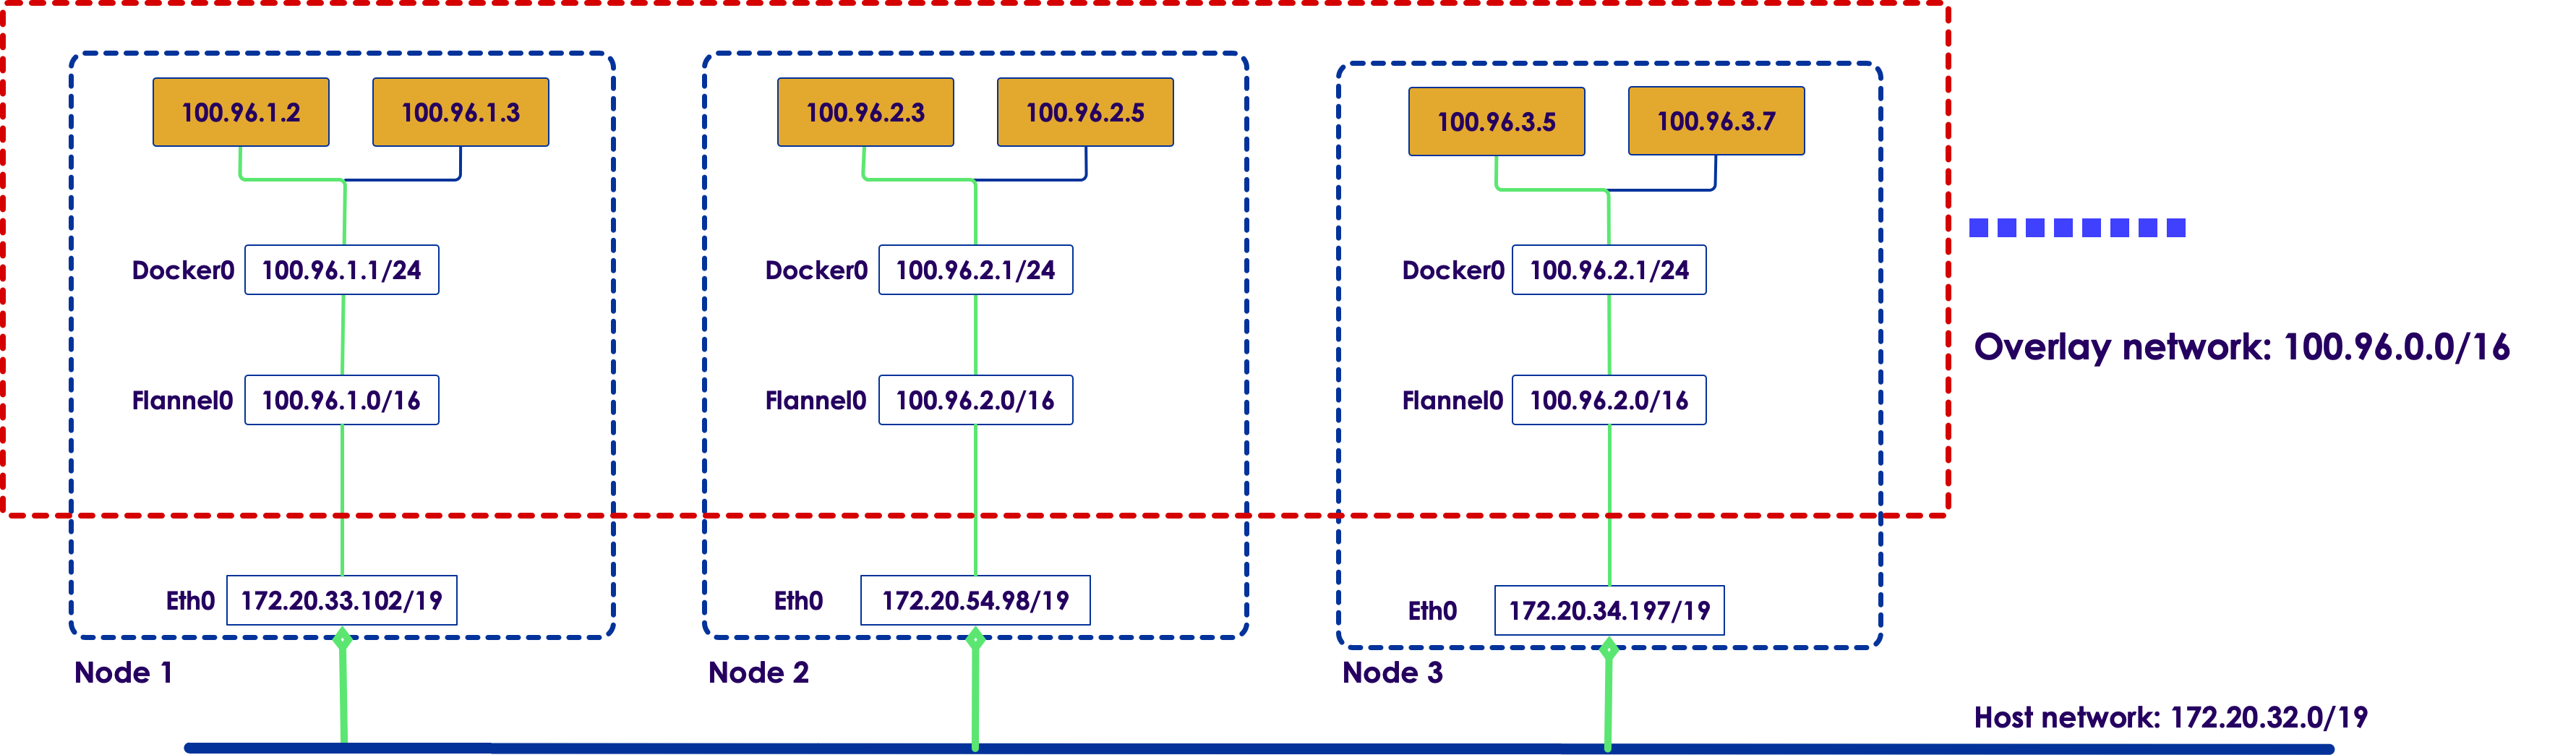 100.96.1.2
100.96.1.3
100.96.2.3
100.96.2.5
100.96.3.5
100.96.3.7
Docker0 100.96.1.1/24
Docker0 100.96.2.1/24
Docker0 100.96.2.1/24
Overlay network: 100.96.0.0/16
Flannel0 100.96.1.0/16
Flannel0 100.96.2.0/16
Flannel0 100.96.2.0/16
Eth0 172.20.33.102/19
Eth0 172.20.54.98/19
Eth0 172.20.34.197/19
Node 1
Node 2
Node 3
Host network: 172.20.32.0/19